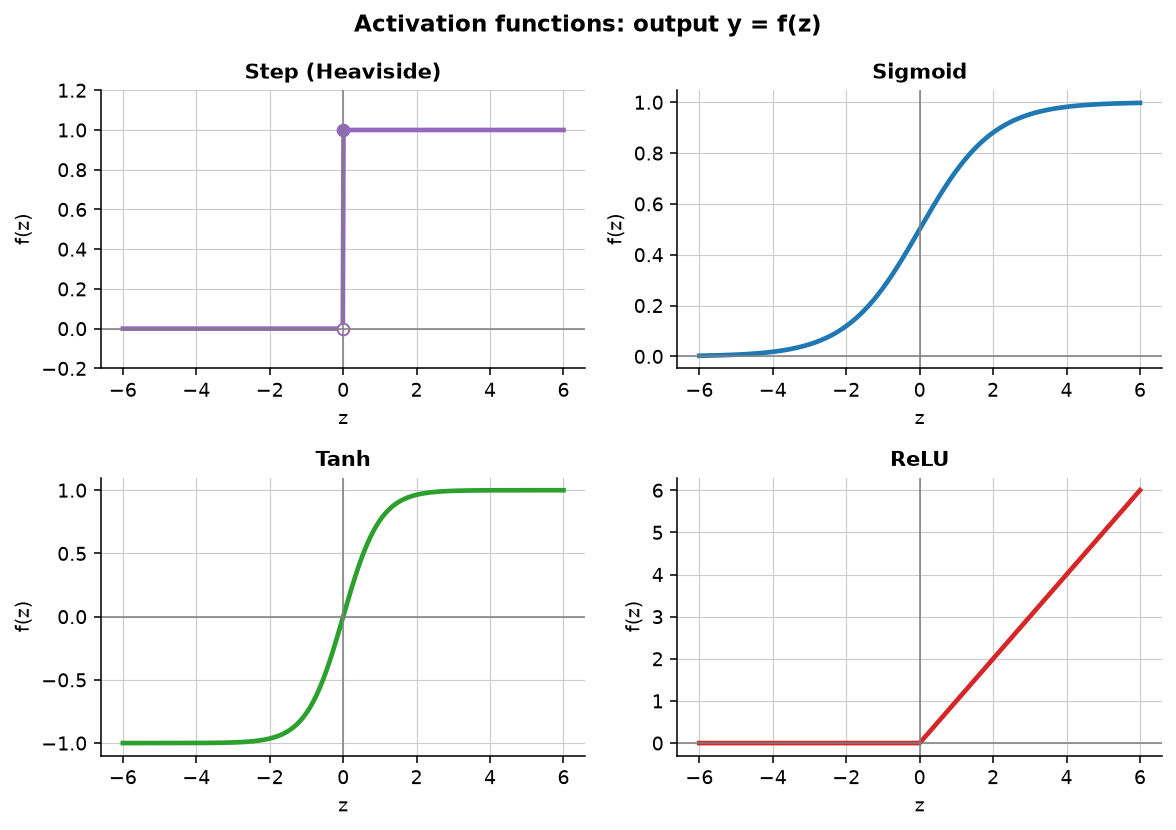 Activation functions: output y = f(z)
Step (Heaviside)
1.2
1.0
0.8
0.6
0.4
0.2
0.0
−0.2
f(z)
−6 −4 −2 0 2 4 6
z
Sigmoid
1.0
0.8
0.6
0.4
0.2
0.0
f(z)
−6 −4 −2 0 2 4 6
z
Tanh
1.0
0.5
0.0
−0.5
−1.0
f(z)
−6 −4 −2 0 2 4 6
z
ReLU
6
5
4
3
2
1
0
f(z)
−6 −4 −2 0 2 4 6
z